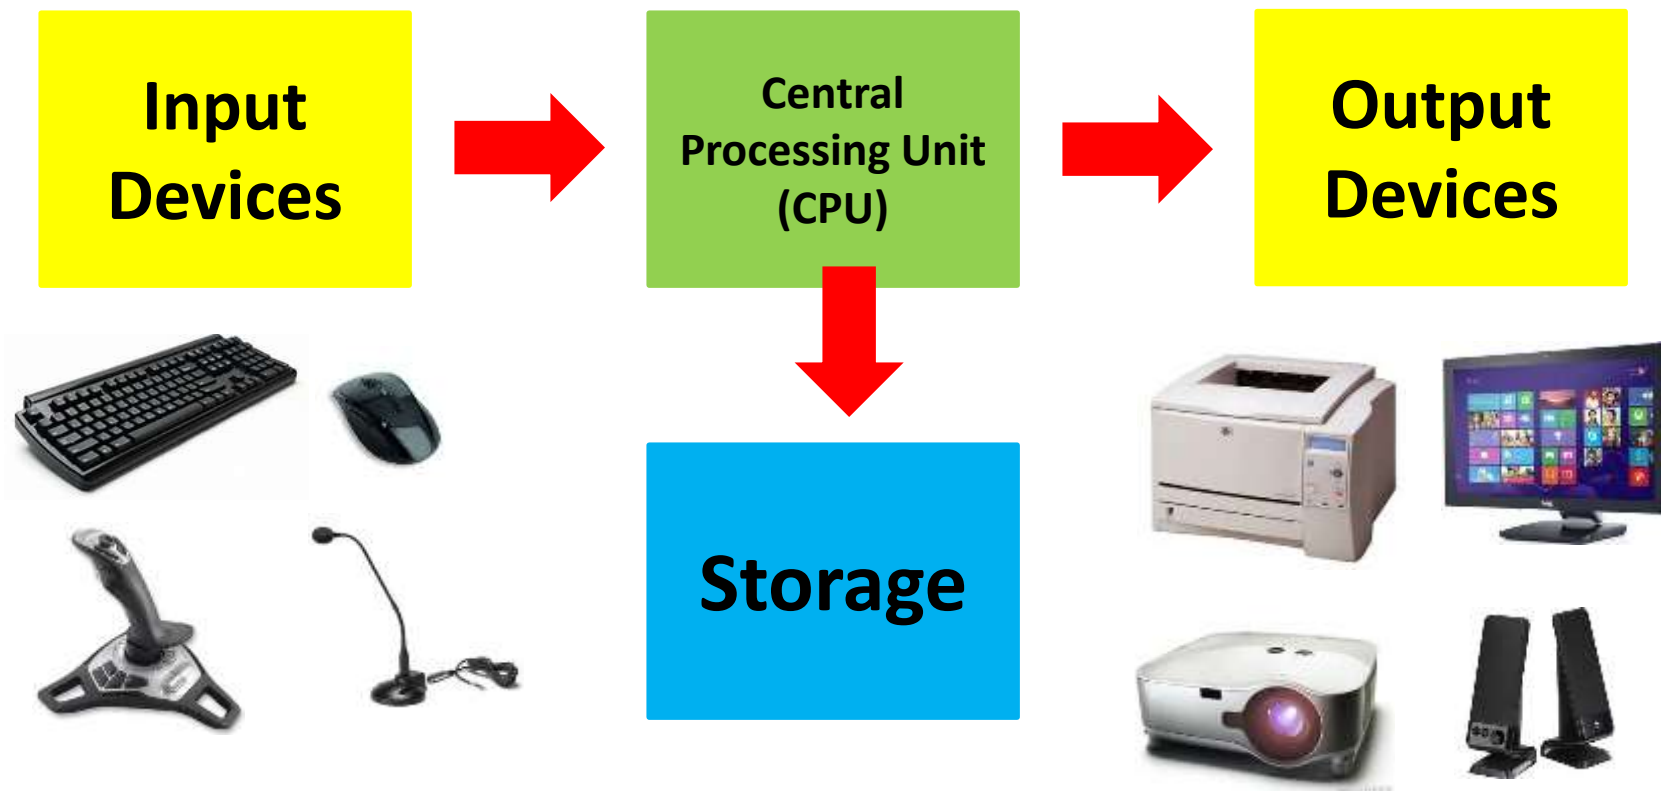 Input
Devices
Central
Processing Unit
(CPU)
Output
Devices
Storage